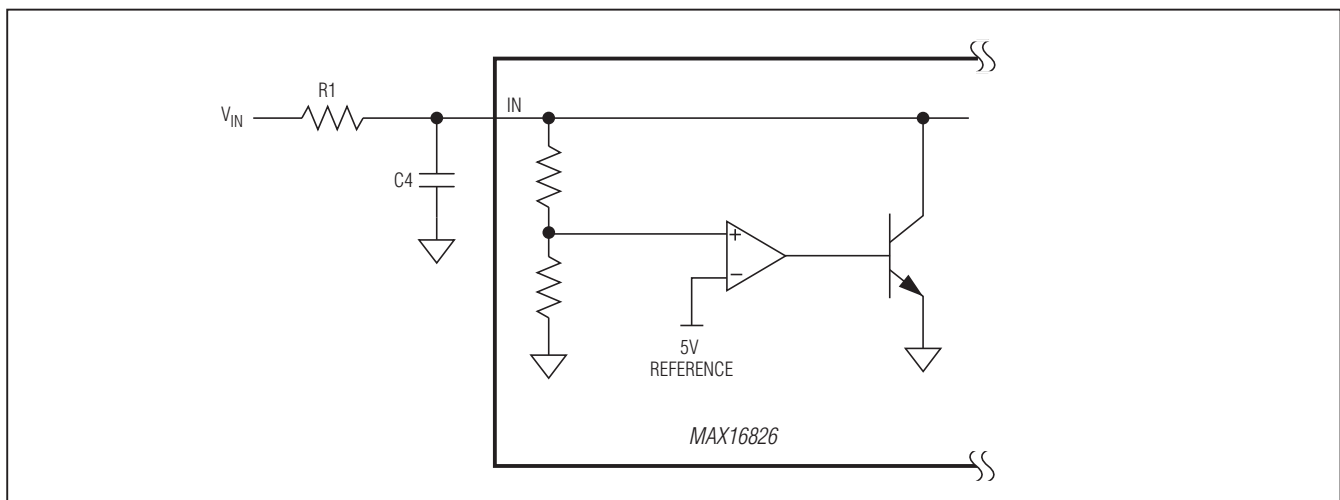 R1
V_IN
IN
C4
+
−
5V
REFERENCE
MAX16826